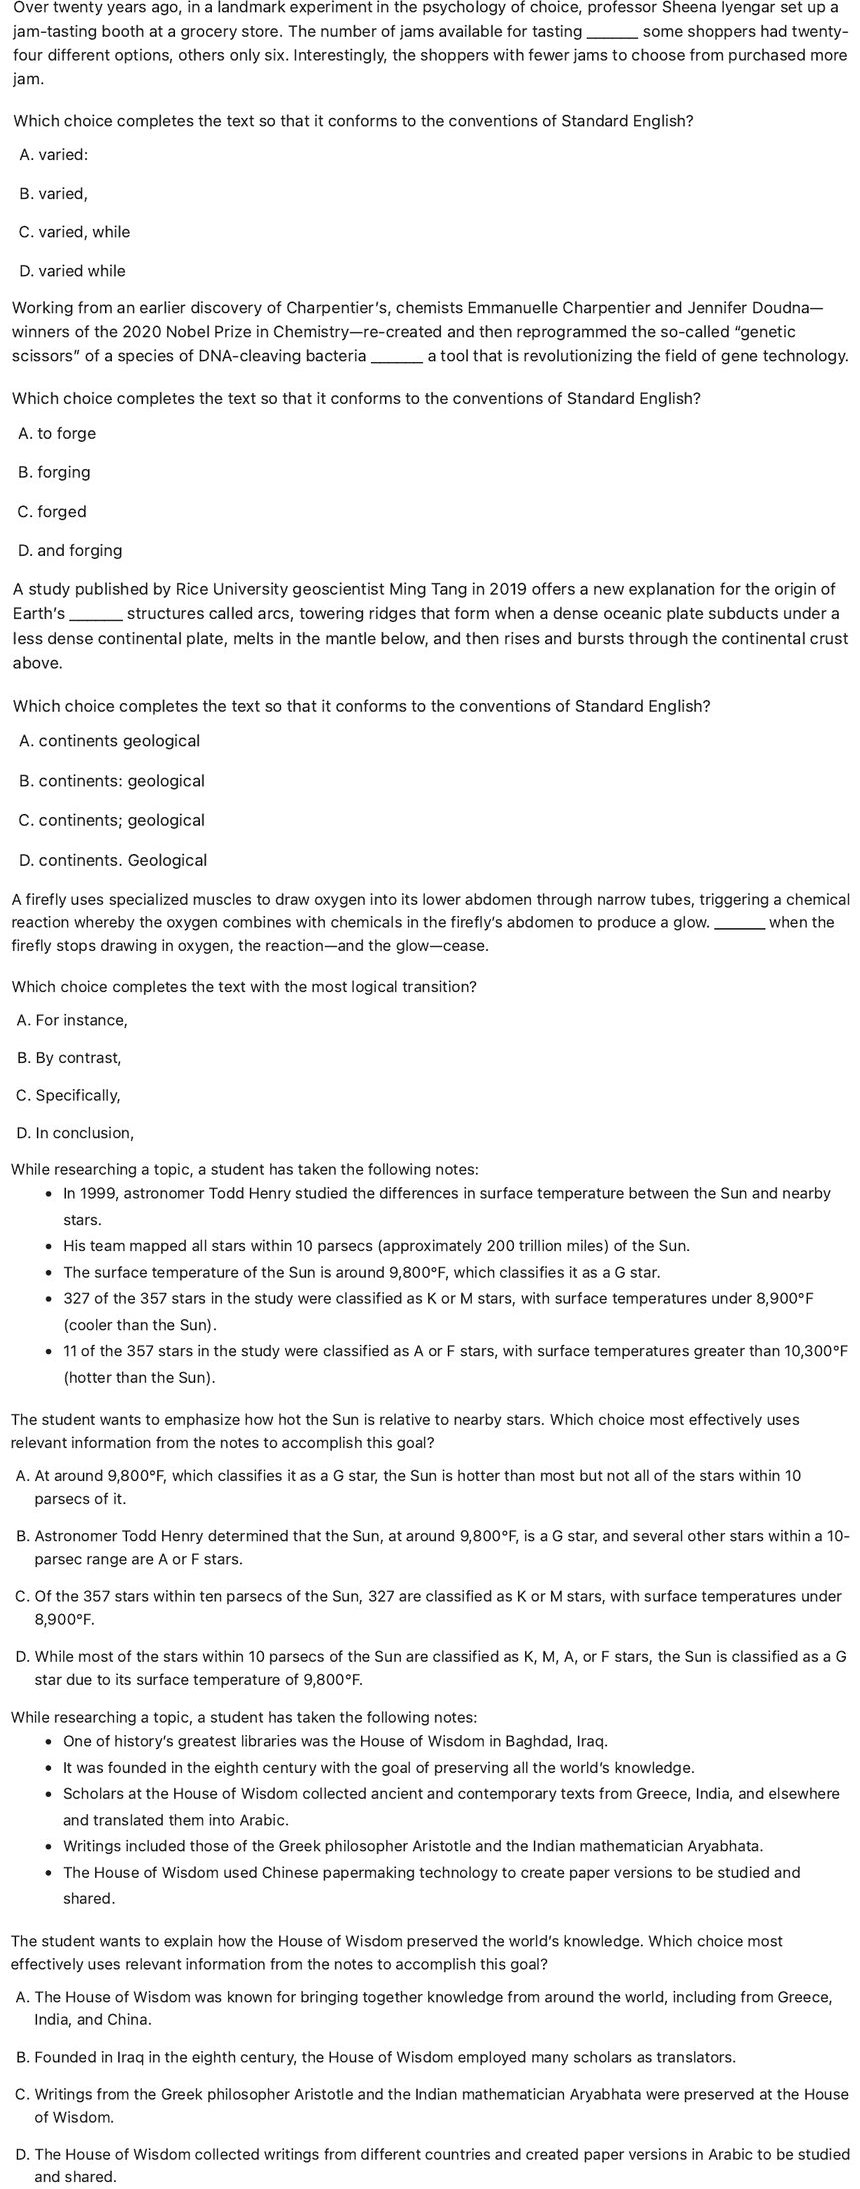 Over twenty years ago, in a landmark experiment in the psychology of choice, professor Sheena Iyengar set up a
jam-tasting booth at a grocery store. The number of jams available for tasting ______ some shoppers had twenty-
four different options, others only six. Interestingly, the shoppers with fewer jams to choose from purchased more
jam.
Which choice completes the text so that it conforms to the conventions of Standard English?
A. varied:
B. varied,
C. varied, while
D. varied while
Working from an earlier discovery of Charpentier's, chemists Emmanuelle Charpentier and Jennifer Doudna—
winners of the 2020 Nobel Prize in Chemistry—re-created and then reprogrammed the so-called "genetic
scissors" of a species of DNA-cleaving bacteria ______ a tool that is revolutionizing the field of gene technology.
Which choice completes the text so that it conforms to the conventions of Standard English?
A. to forge
B. forging
C. forged
D. and forging
A study published by Rice University geoscientist Ming Tang in 2019 offers a new explanation for the origin of
Earth's ______ structures called arcs, towering ridges that form when a dense oceanic plate subducts under a
less dense continental plate, melts in the mantle below, and then rises and bursts through the continental crust
above.
Which choice completes the text so that it conforms to the conventions of Standard English?
A. continents geological
B. continents: geological
C. continents; geological
D. continents. Geological
A firefly uses specialized muscles to draw oxygen into its lower abdomen through narrow tubes, triggering a chemical
reaction whereby the oxygen combines with chemicals in the firefly's abdomen to produce a glow. ______ when the
firefly stops drawing in oxygen, the reaction—and the glow—cease.
Which choice completes the text with the most logical transition?
A. For instance,
B. By contrast,
C. Specifically,
D. In conclusion,
While researching a topic, a student has taken the following notes:
• In 1999, astronomer Todd Henry studied the differences in surface temperature between the Sun and nearby
stars.
• His team mapped all stars within 10 parsecs (approximately 200 trillion miles) of the Sun.
• The surface temperature of the Sun is around 9,800°F, which classifies it as a G star.
• 327 of the 357 stars in the study were classified as K or M stars, with surface temperatures under 8,900°F
(cooler than the Sun).
• 11 of the 357 stars in the study were classified as A or F stars, with surface temperatures greater than 10,300°F
(hotter than the Sun).
The student wants to emphasize how hot the Sun is relative to nearby stars. Which choice most effectively uses
relevant information from the notes to accomplish this goal?
A. At around 9,800°F, which classifies it as a G star, the Sun is hotter than most but not all of the stars within 10
parsecs of it.
B. Astronomer Todd Henry determined that the Sun, at around 9,800°F, is a G star, and several other stars within a 10-
parsec range are A or F stars.
C. Of the 357 stars within ten parsecs of the Sun, 327 are classified as K or M stars, with surface temperatures under
8,900°F.
D. While most of the stars within 10 parsecs of the Sun are classified as K, M, A, or F stars, the Sun is classified as a G
star due to its surface temperature of 9,800°F.
While researching a topic, a student has taken the following notes:
• One of history's greatest libraries was the House of Wisdom in Baghdad, Iraq.
• It was founded in the eighth century with the goal of preserving all the world's knowledge.
• Scholars at the House of Wisdom collected ancient and contemporary texts from Greece, India, and elsewhere
and translated them into Arabic.
• Writings included those of the Greek philosopher Aristotle and the Indian mathematician Aryabhata.
• The House of Wisdom used Chinese papermaking technology to create paper versions to be studied and
shared.
The student wants to explain how the House of Wisdom preserved the world's knowledge. Which choice most
effectively uses relevant information from the notes to accomplish this goal?
A. The House of Wisdom was known for bringing together knowledge from around the world, including from Greece,
India, and China.
B. Founded in Iraq in the eighth century, the House of Wisdom employed many scholars as translators.
C. Writings from the Greek philosopher Aristotle and the Indian mathematician Aryabhata were preserved at the House
of Wisdom.
D. The House of Wisdom collected writings from different countries and created paper versions in Arabic to be studied
and shared.